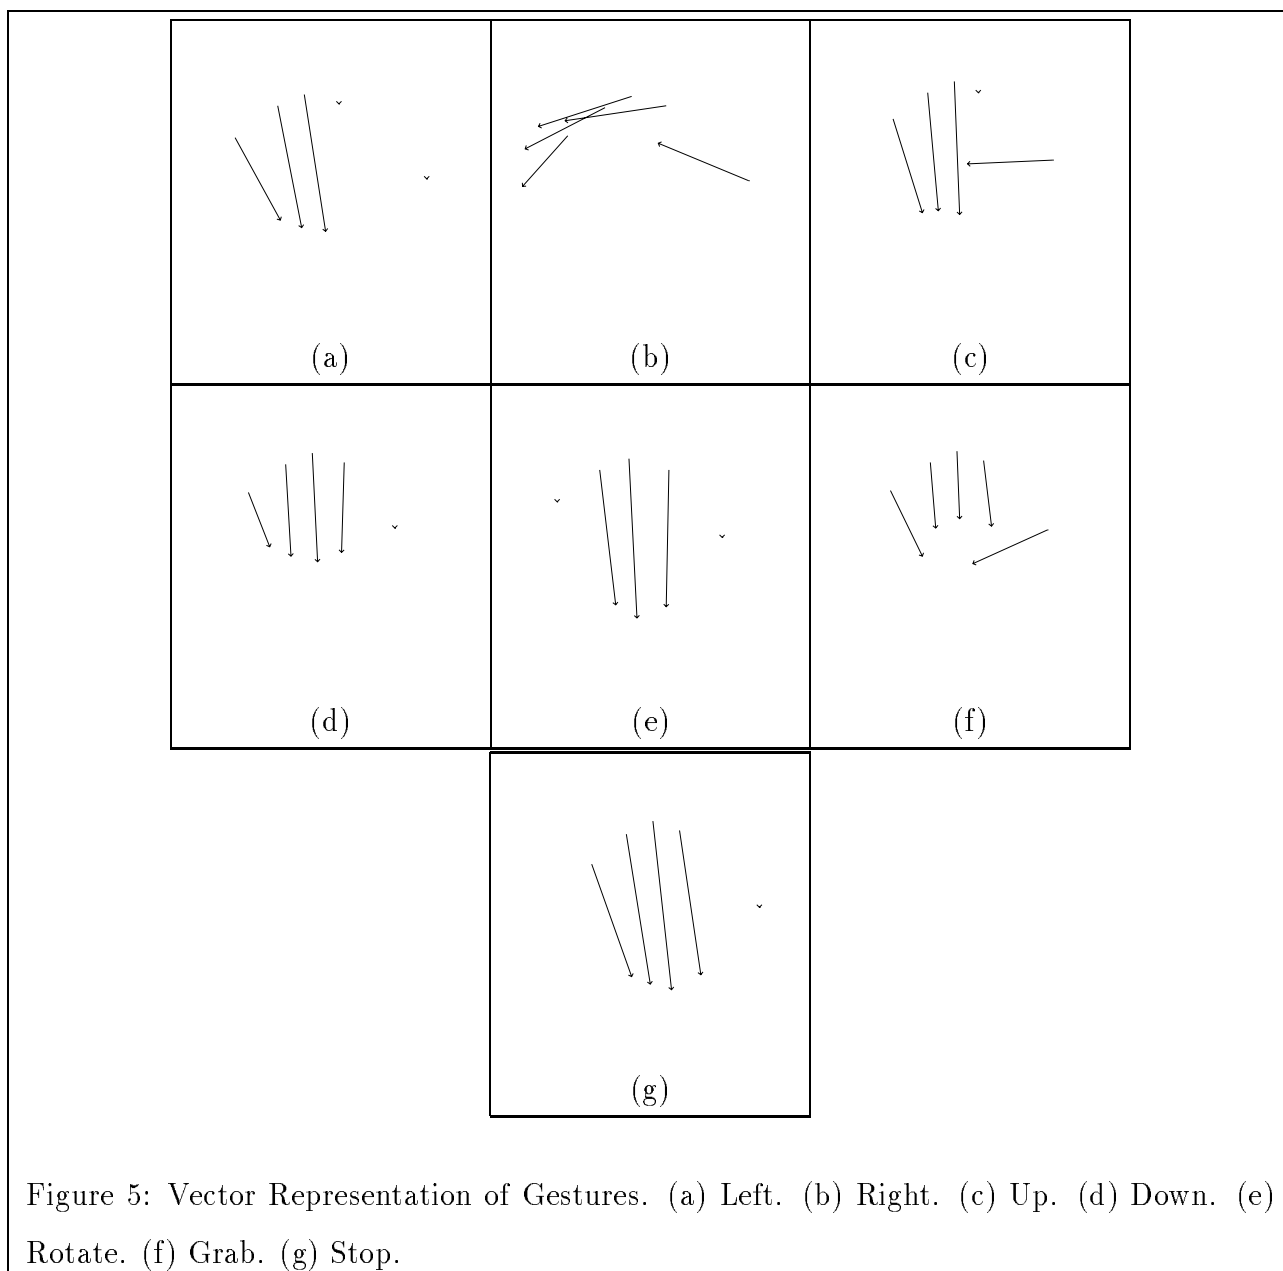 (a) (b) (c)
(d) (e) (f)
(g)
Figure 5: Vector Representation of Gestures. (a) Left. (b) Right. (c) Up. (d) Down. (e)
Rotate. (f) Grab. (g) Stop.